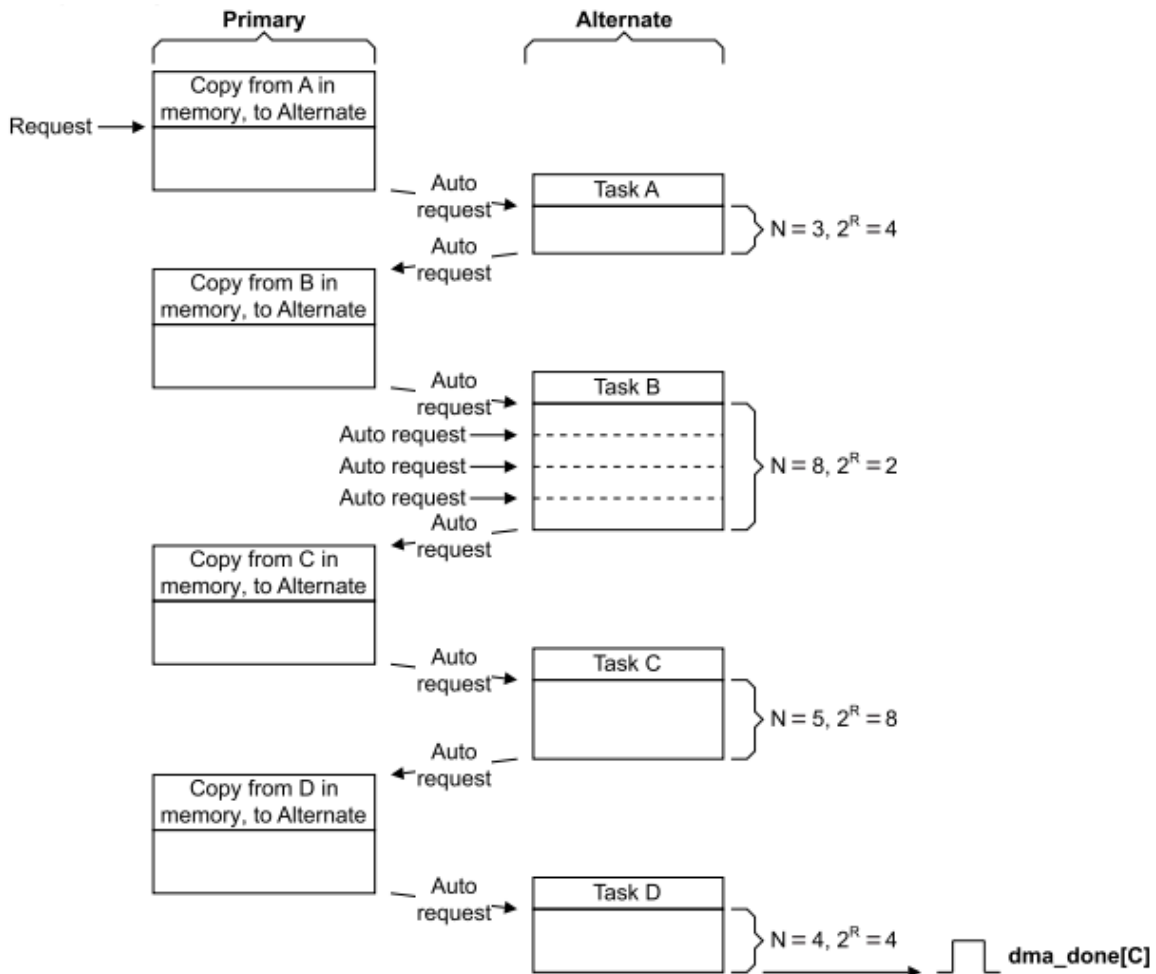 Primary
Alternate
Copy from A in
memory, to Alternate
Request
Auto
request
Task A
N = 3, 2^R = 4
Auto
request
Copy from B in
memory, to Alternate
Auto
request
Task B
Auto request
Auto request
N = 8, 2^R = 2
Auto request
Auto
request
Copy from C in
memory, to Alternate
Auto
request
Task C
N = 5, 2^R = 8
Auto
request
Copy from D in
memory, to Alternate
Auto
request
Task D
N = 4, 2^R = 4
dma_done[C]